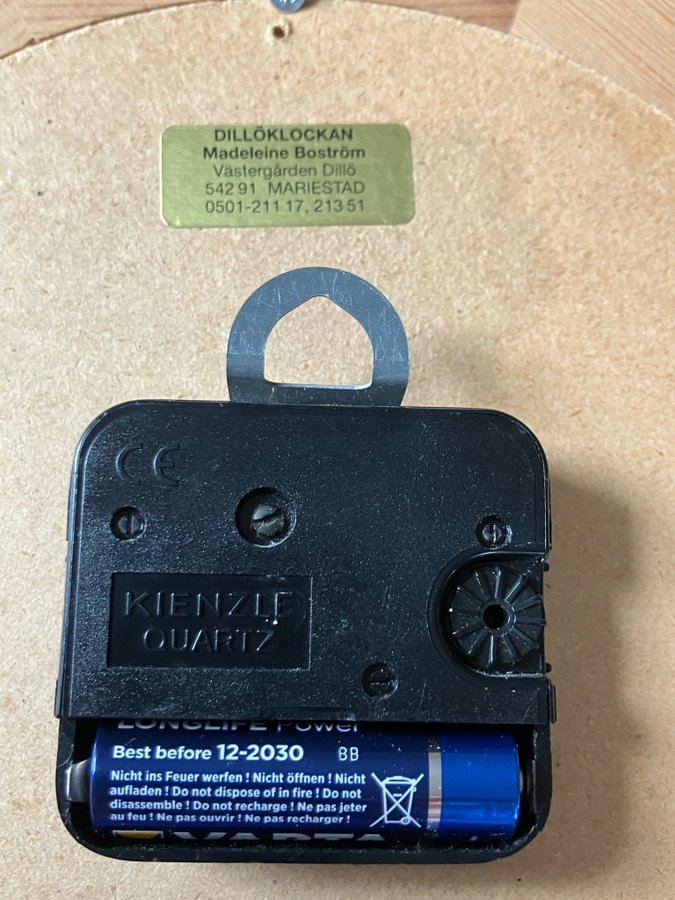 DILLÖKLOCKAN
Madeleine Boström
Västergården Dillö
542 91 MARIESTAD
0501-211 17, 213 51
CE
KIENZLE
QUARTZ
LONGLIFE Power
Best before 12-2030 BB
Nicht ins Feuer werfen ! Nicht öffnen ! Nicht
aufladen ! Do not dispose of in fire ! Do not
disassemble ! Do not recharge ! Ne pas jeter
au feu ! Ne pas ouvrir ! Ne pas recharger !
VARTA